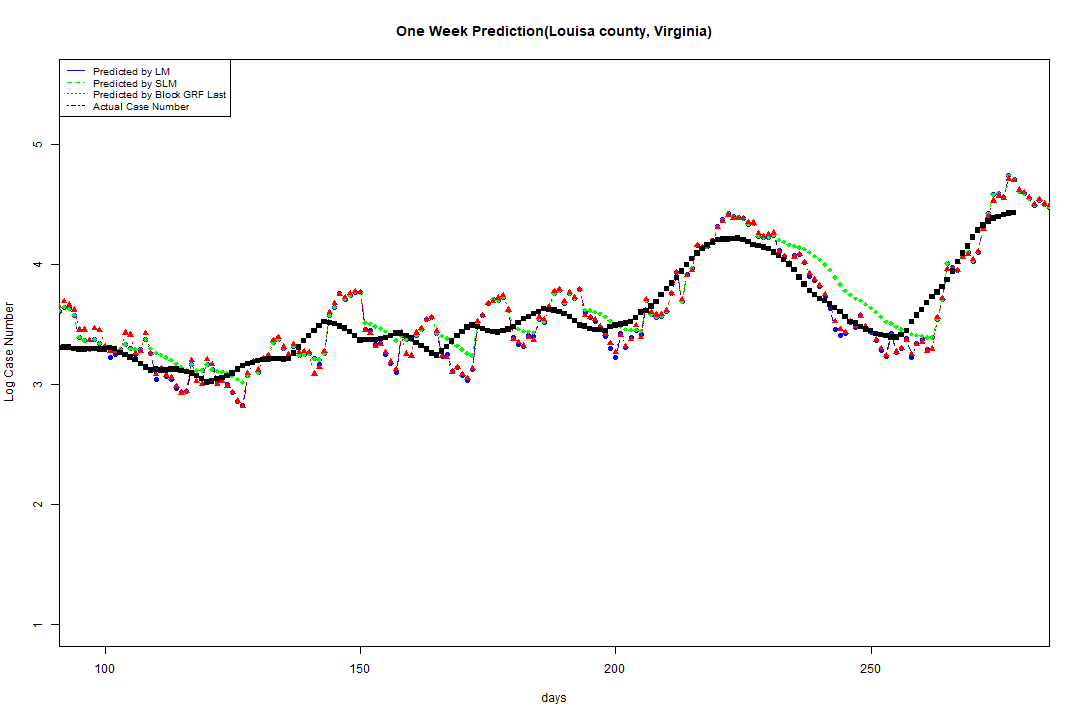 One Week Prediction(Louisa county, Virginia)
Predicted by LM
Predicted by SLM
Predicted by Block GRF Last
Actual Case Number
Log Case Number
5
4
3
2
1
100 150 200 250
days